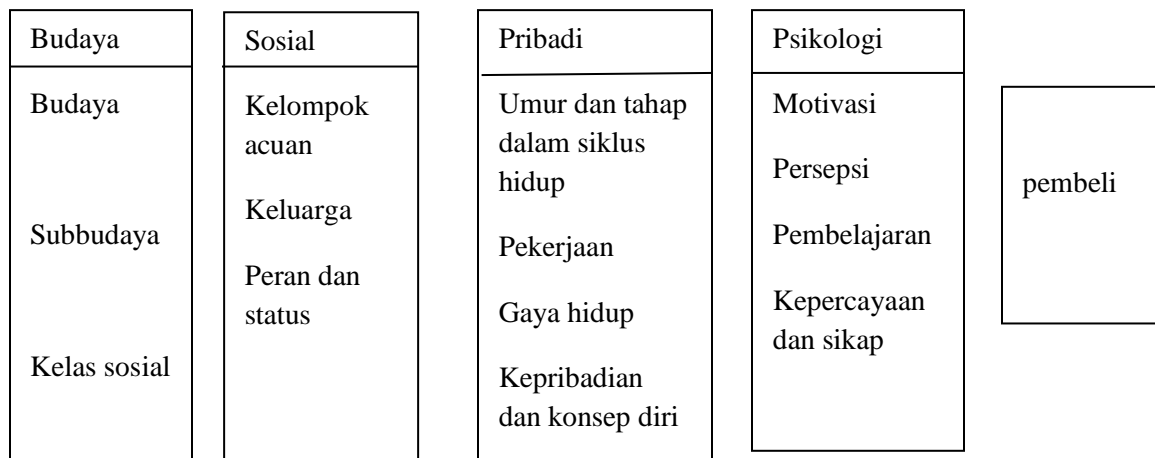 Budaya
Budaya
Subbudaya
Kelas sosial
Sosial
Kelompok
acuan
Keluarga
Peran dan
status
Pribadi
Umur dan tahap
dalam siklus
hidup
Pekerjaan
Gaya hidup
Kepribadian
dan konsep diri
Psikologi
Motivasi
Persepsi
Pembelajaran
Kepercayaan
dan sikap
pembeli